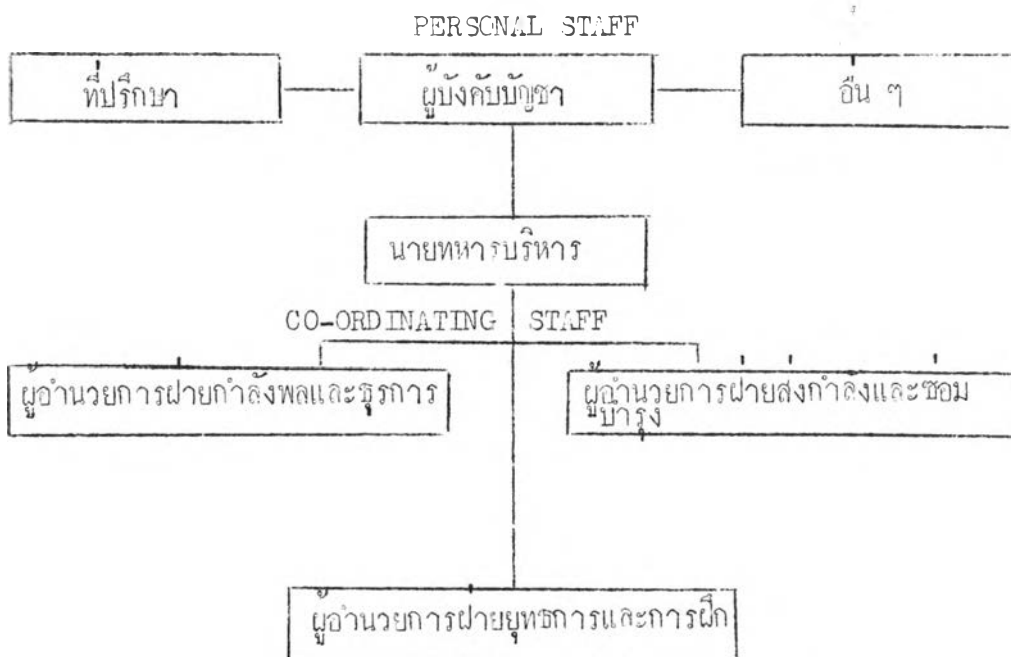 PERSONAL STAFF
ที่ปรึกษา
ผู้บังคับบัญชา
อื่น ๆ
นายทหารบริหาร
CO-ORDINATING STAFF
ผู้อำนวยการฝ่ายกำลังพลและธุรการ
ผู้อำนวยการฝ่ายส่งกำลังและซ่อม
บำรุง
ผู้อำนวยการฝ่ายยุทธการและการฝึก